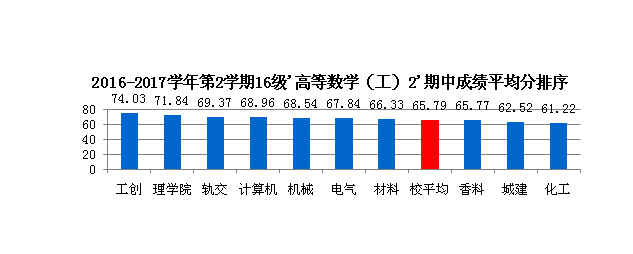 2016-2017学年第2学期16级'高等数学（工）2'期中成绩平均分排序
74.03 71.84 69.37 68.96 68.54 67.84 66.33 65.79 65.77 62.52 61.22
80
60
40
20
0
工创 理学院 轨交 计算机 机械 电气 材料 校平均 香料 城建 化工